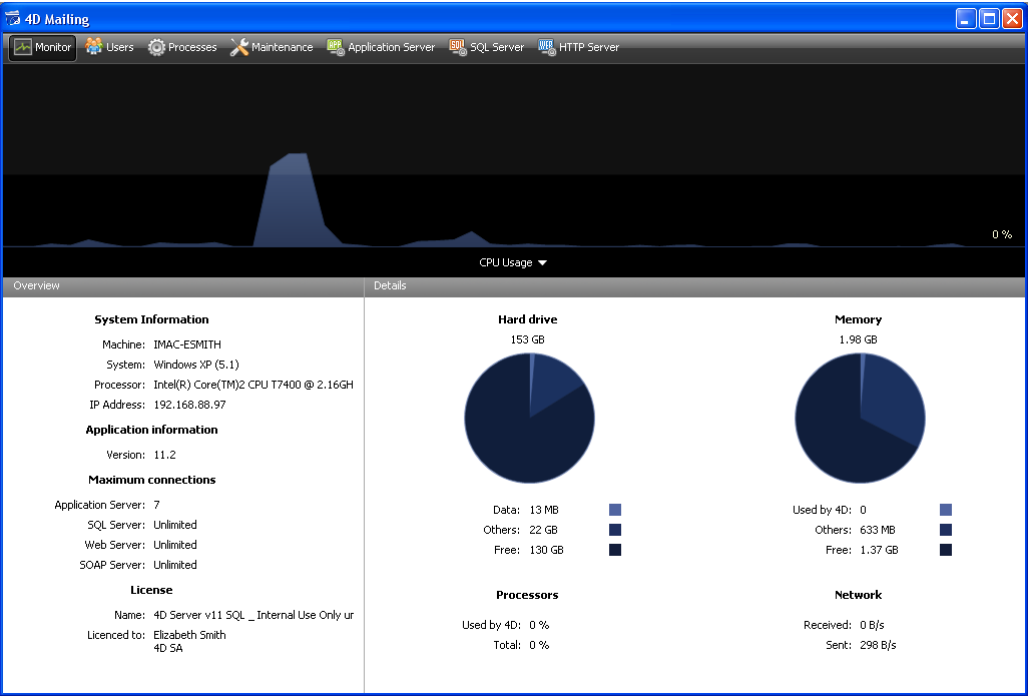 4D Mailing
Monitor Users Processes Maintenance Application Server SQL Server HTTP Server
0 %
CPU Usage
Overview
Details
System Information
Machine: IMAC-ESMITH
System: Windows XP (5.1)
Processor: Intel(R) Core(TM)2 CPU T7400 @ 2.16GH
IP Address: 192.168.88.97
Application information
Version: 11.2
Maximum connections
Application Server: 7
SQL Server: Unlimited
Web Server: Unlimited
SOAP Server: Unlimited
License
Name: 4D Server v11 SQL _ Internal Use Only ur
Licenced to: Elizabeth Smith
4D SA
Hard drive
153 GB
Data: 13 MB
Others: 22 GB
Free: 130 GB
Memory
1.98 GB
Used by 4D: 0
Others: 633 MB
Free: 1.37 GB
Processors
Used by 4D: 0 %
Total: 0 %
Network
Received: 0 B/s
Sent: 298 B/s